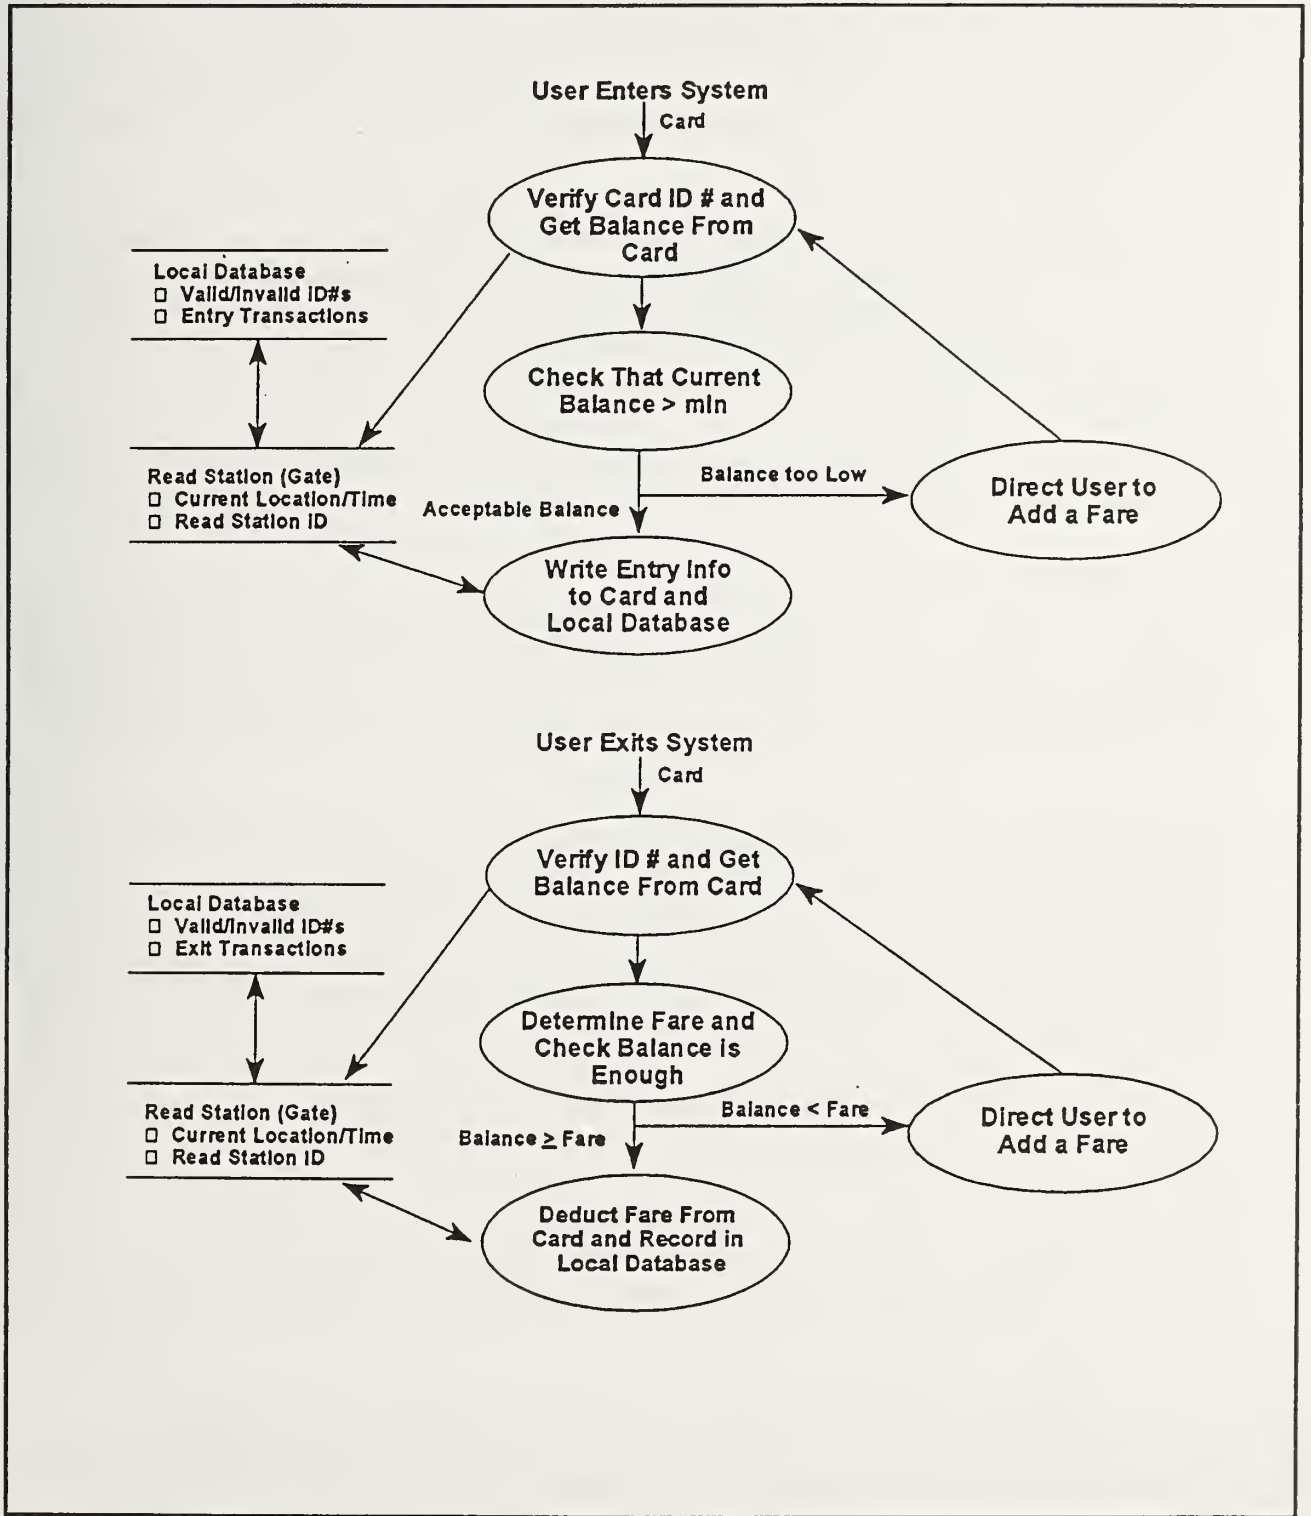 User Enters System
Card
Verify Card ID # and
Get Balance From
Card
Local Database
□ Valid/Invalid ID#s
□ Entry Transactions
Check That Current
Balance > min
Read Station (Gate)
□ Current Location/Time
□ Read Station ID
Balance too Low
Acceptable Balance
Direct User to
Add a Fare
Write Entry Info
to Card and
Local Database
User Exits System
Card
Verify ID # and Get
Balance From Card
Local Database
□ Valid/Invalid ID#s
□ Exit Transactions
Determine Fare and
Check Balance is
Enough
Read Station (Gate)
□ Current Location/Time
□ Read Station ID
Balance < Fare
Balance ≥ Fare
Direct User to
Add a Fare
Deduct Fare From
Card and Record in
Local Database